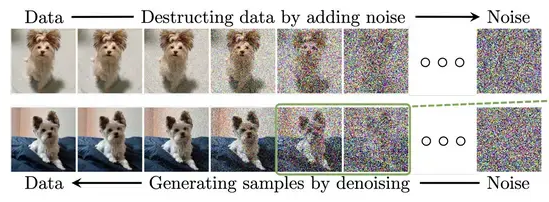 Data Destructing data by adding noise Noise
Data Generating samples by denoising Noise